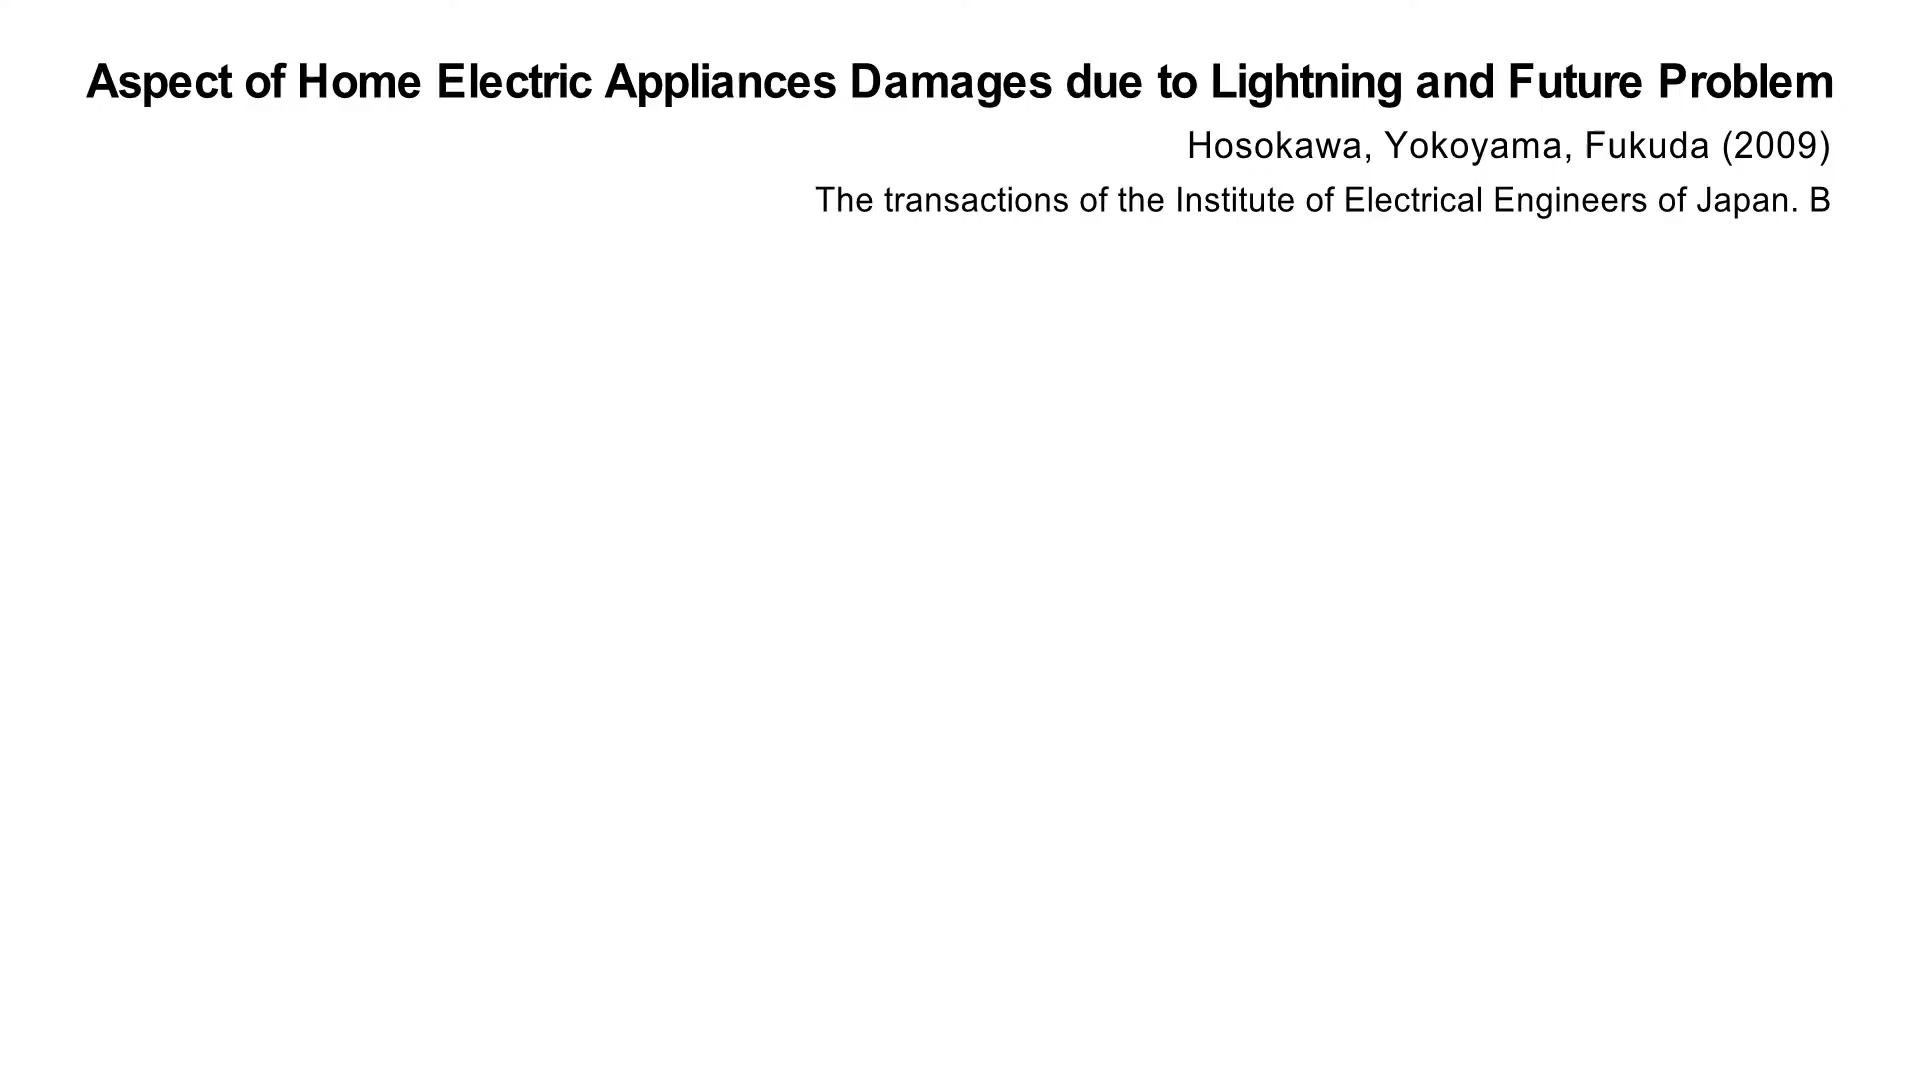 Aspect of Home Electric Appliances Damages due to Lightning and Future Problem
Hosokawa, Yokoyama, Fukuda (2009)
The transactions of the Institute of Electrical Engineers of Japan. B